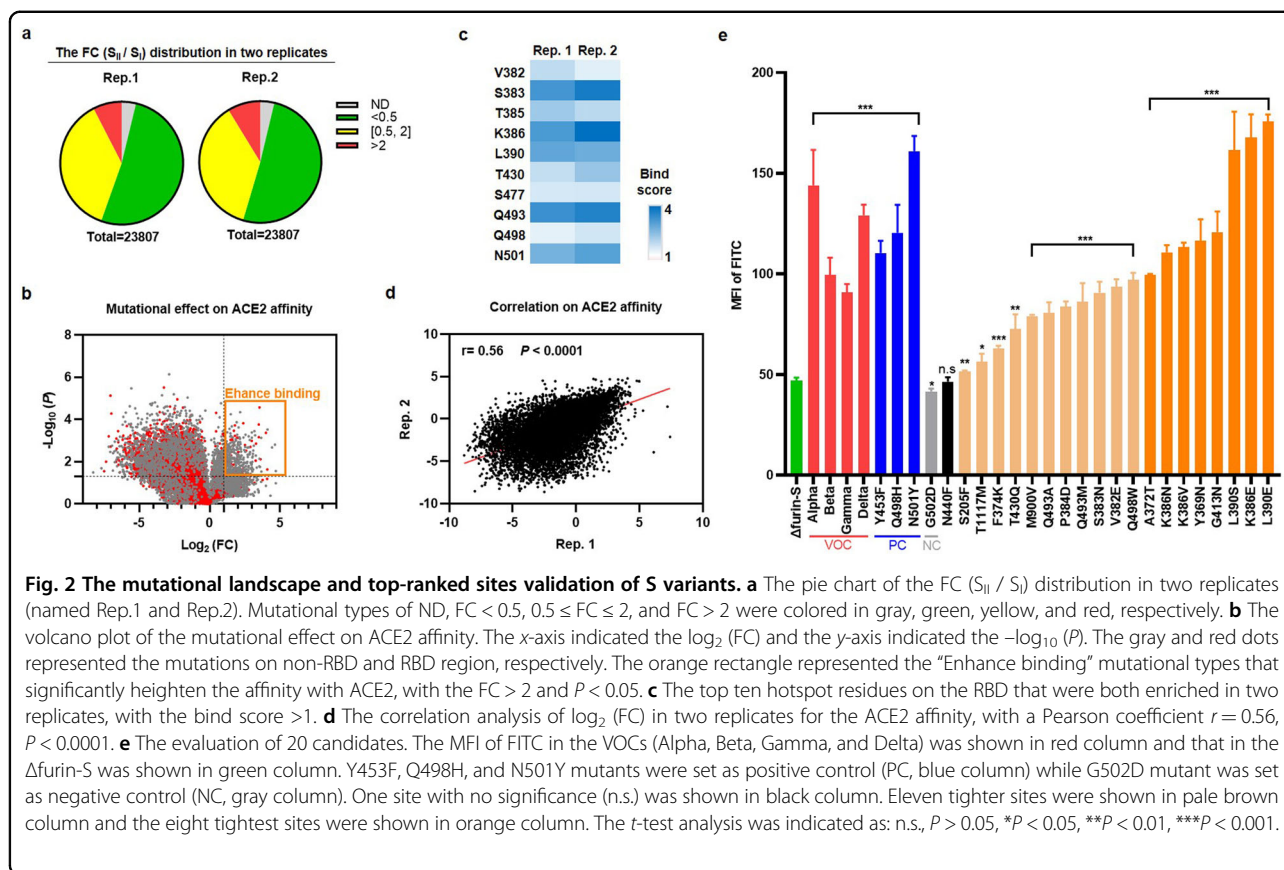 a
The FC (S_II / S_I) distribution in two replicates
Rep.1
Rep.2
ND
<0.5
[0.5, 2]
>2
Total=23807
Total=23807
b
Mutational effect on ACE2 affinity
Ehance binding
-Log10 (P)
8
6
4
2
0
-5
0
5
Log2 (FC)
c
Rep. 1 Rep. 2
V382
S383
T385
K386
L390
T430
S477
Q493
Q498
N501
Bind
score
4
1
d
Correlation on ACE2 affinity
r= 0.56 P < 0.0001
Rep. 2
10
5
0
-5
-10
-10
-5
0
5
10
Rep. 1
e
MFI of FITC
200
150
100
50
0
***
*
n.s
**
*
***
**
***
***
Δfurin-S
Alpha
Beta
Gamma
Delta
Y453F
Q498H
N501Y
G502D
N440F
S205F
T1117M
F374K
T430Q
M900V
Q493A
P384D
Q493M
S383N
V382E
Q498W
A372T
K386N
K386V
Y369N
G413N
L390S
K386E
L390E
VOC
PC
NC
Fig. 2 The mutational landscape and top-ranked sites validation of S variants. a The pie chart of the FC (S_II / S_I) distribution in two replicates
(named Rep.1 and Rep.2). Mutational types of ND, FC < 0.5, 0.5 ≤ FC ≤ 2, and FC > 2 were colored in gray, green, yellow, and red, respectively. b The
volcano plot of the mutational effect on ACE2 affinity. The x-axis indicated the log2 (FC) and the y-axis indicated the –log10 (P). The gray and red dots
represented the mutations on non-RBD and RBD region, respectively. The orange rectangle represented the “Enhance binding” mutational types that
significantly heighten the affinity with ACE2, with the FC > 2 and P < 0.05. c The top ten hotspot residues on the RBD that were both enriched in two
replicates, with the bind score >1. d The correlation analysis of log2 (FC) in two replicates for the ACE2 affinity, with a Pearson coefficient r = 0.56,
P < 0.0001. e The evaluation of 20 candidates. The MFI of FITC in the VOCs (Alpha, Beta, Gamma, and Delta) was shown in red column and that in the
Δfurin-S was shown in green column. Y453F, Q498H, and N501Y mutants were set as positive control (PC, blue column) while G502D mutant was set
as negative control (NC, gray column). One site with no significance (n.s.) was shown in black column. Eleven tighter sites were shown in pale brown
column and the eight tightest sites were shown in orange column. The t-test analysis was indicated as: n.s., P > 0.05, *P < 0.05, **P < 0.01, ***P < 0.001.